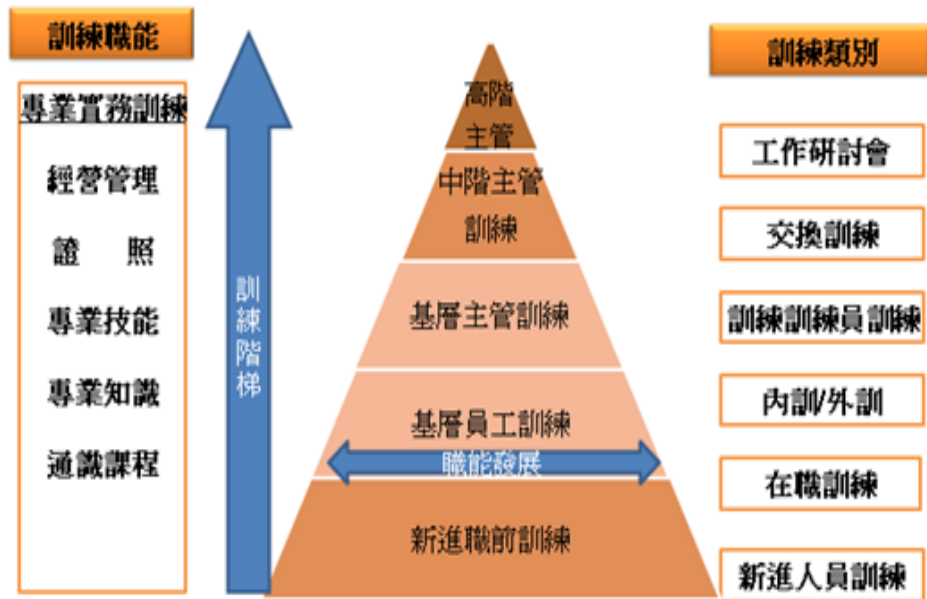 訓練職能
專業實務訓練
經營管理
證 照
專業技能
專業知識
通識課程
訓練階梯
高階
主管
中階主管
訓練
基層主管訓練
基層員工訓練
職能發展
新進職前訓練
訓練類別
工作研討會
交換訓練
訓練訓練員訓練
內訓/外訓
在職訓練
新進人員訓練